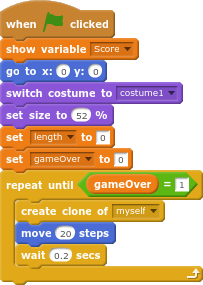 when clicked
show variable Score
go to x: 0 y: 0
switch costume to costume1
set size to 52 %
set length to 0
set gameOver to 0
repeat until gameOver = 1
create clone of myself
move 20 steps
wait 0.2 secs